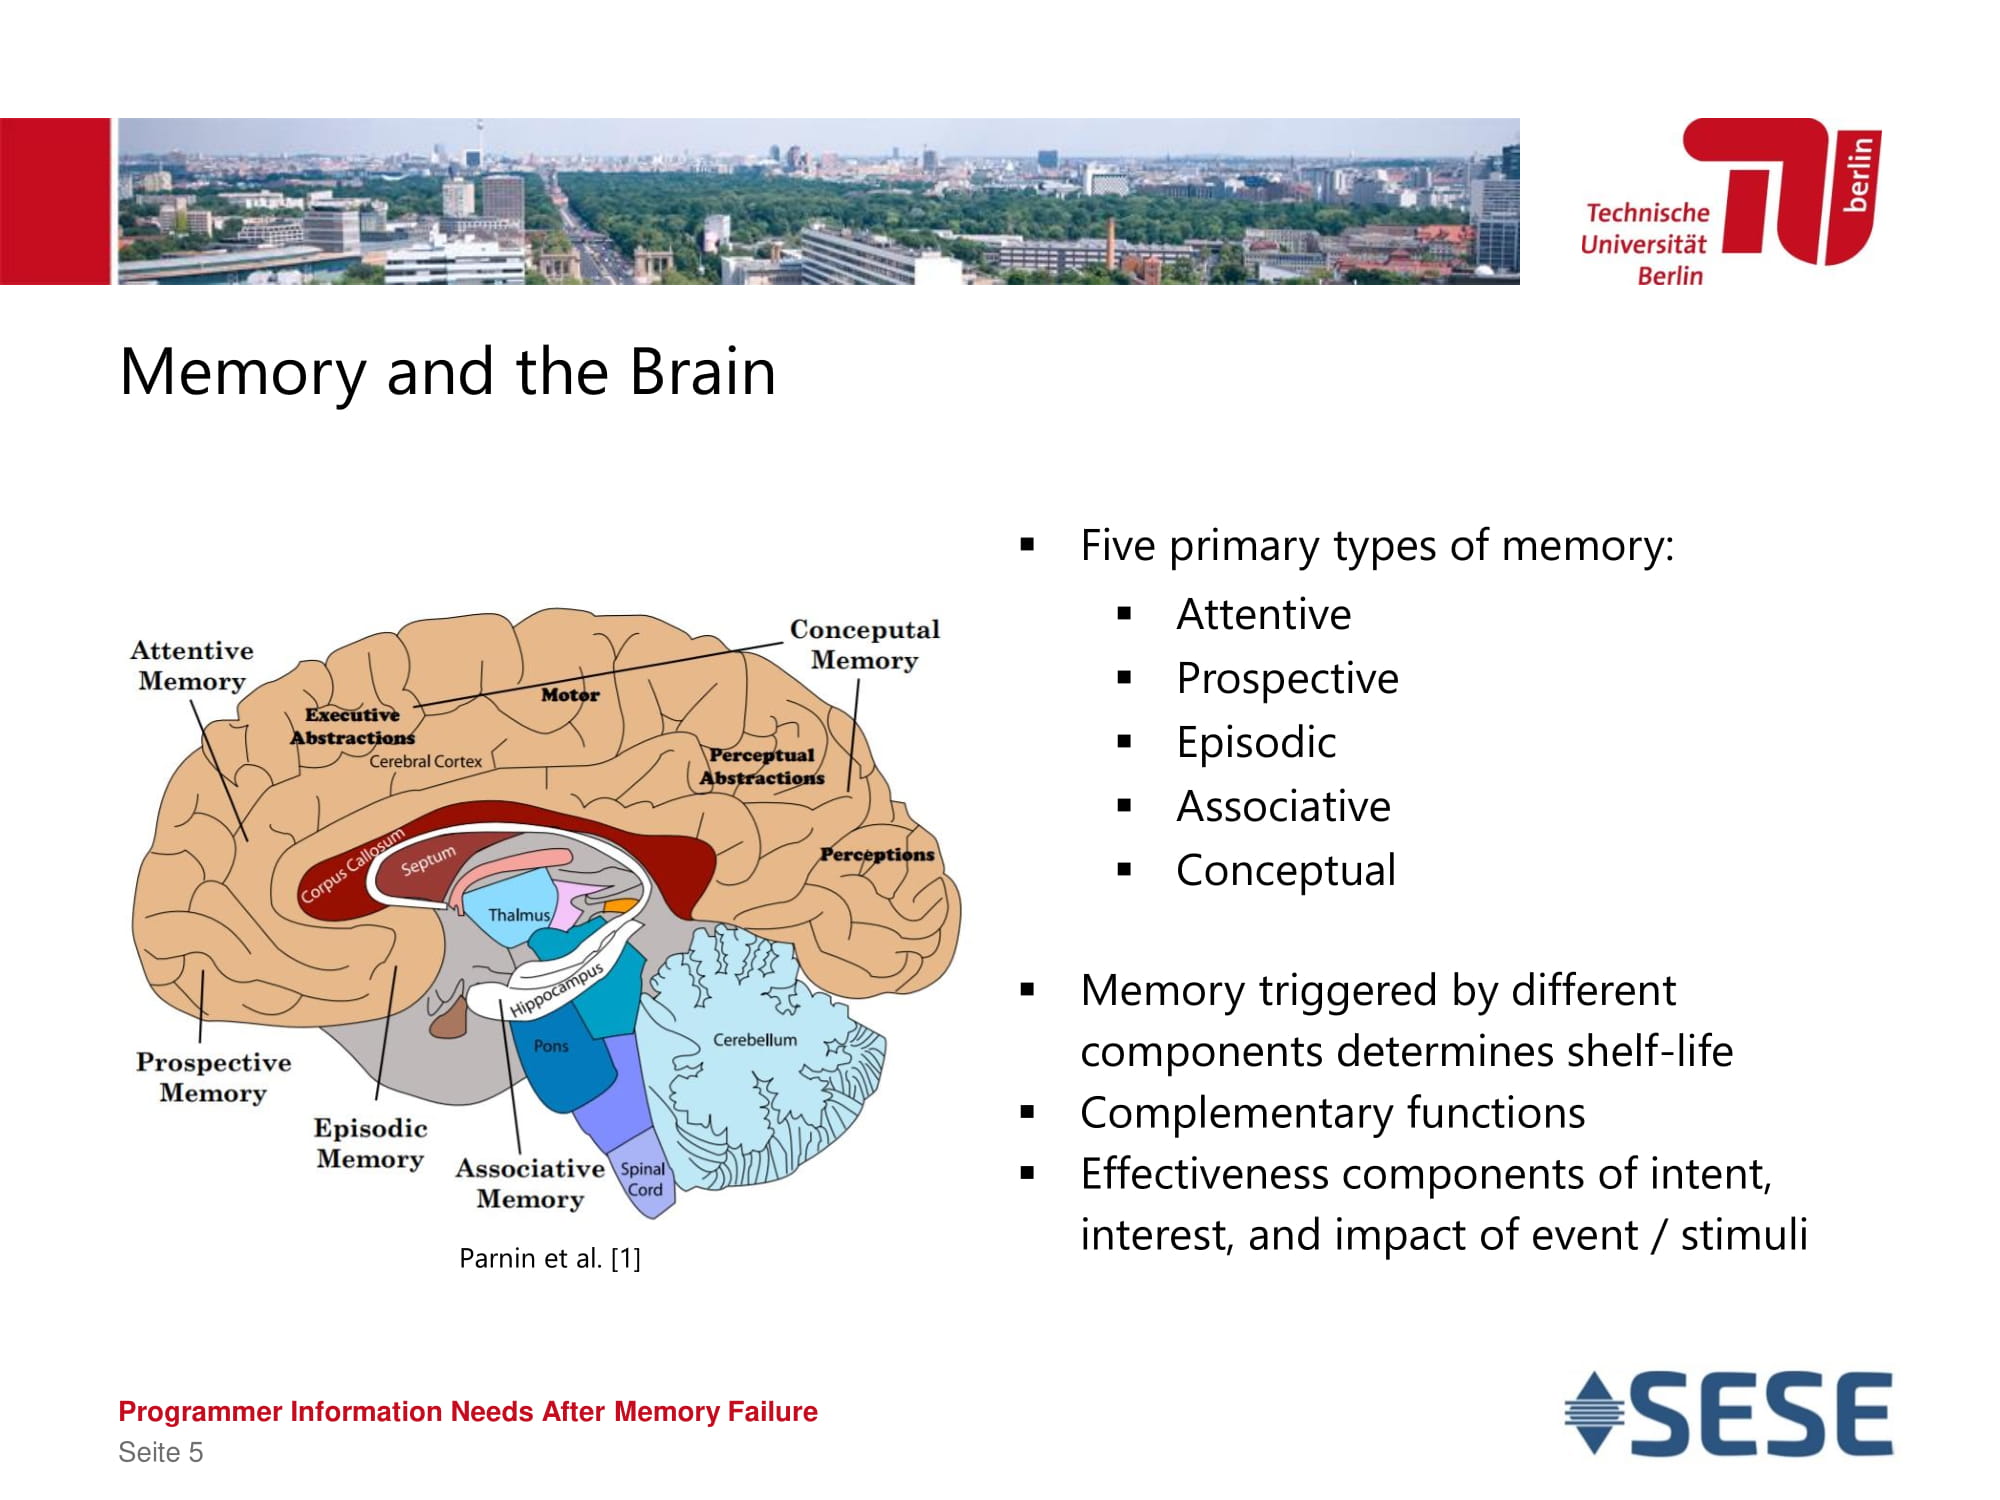 Technische
Universität
Berlin
berlin
Memory and the Brain
Attentive
Memory
Conceputal
Memory
Executive
Abstractions
Motor
Cerebral Cortex
Perceptual
Abstractions
Perceptions
Corpus Callosum
Septum
Thalmus
Hippocampus
Pons
Cerebellum
Prospective
Memory
Episodic
Memory
Associative
Memory
Spinal
Cord
Parnin et al. [1]
▪ Five primary types of memory:
▪ Attentive
▪ Prospective
▪ Episodic
▪ Associative
▪ Conceptual
▪ Memory triggered by different
components determines shelf-life
▪ Complementary functions
▪ Effectiveness components of intent,
interest, and impact of event / stimuli
Programmer Information Needs After Memory Failure
Seite 5
SESE